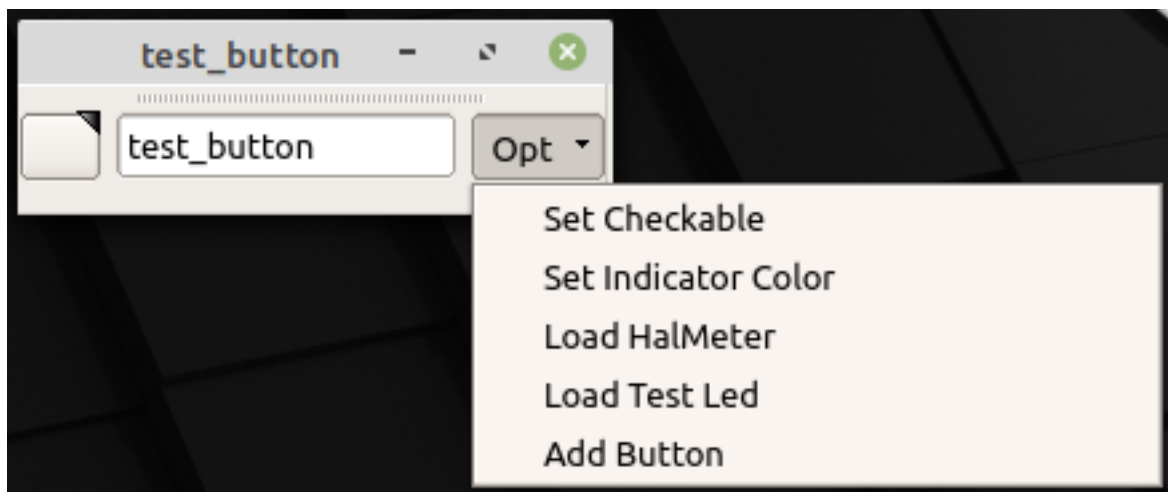 test_button
test_button
Opt
Set Checkable
Set Indicator Color
Load HalMeter
Load Test Led
Add Button